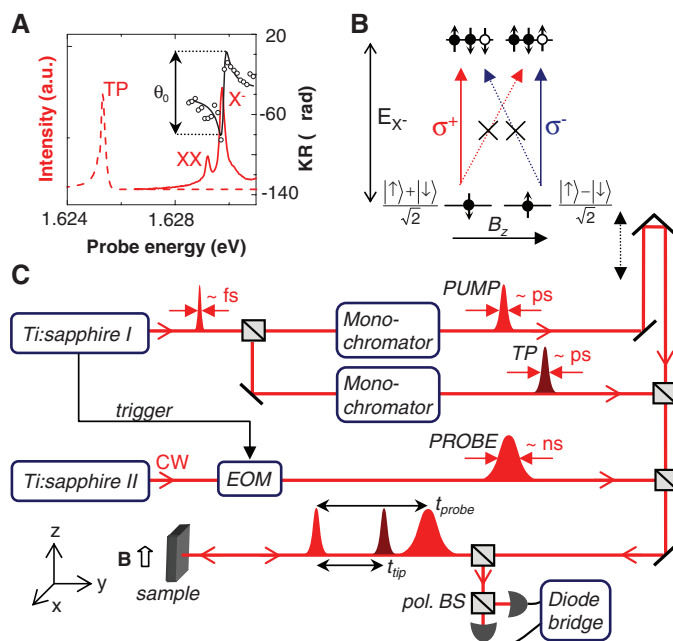 A
Intensity (a.u.)
TP
θ0
X-
XX
20
-60
-140
KR ( rad)
1.624
1.628
Probe energy (eV)
B
EX-
σ+
σ-
|↑⟩+|↓⟩
√2
|↑⟩−|↓⟩
√2
Bz
C
~ fs
PUMP
~ ps
Ti:sapphire I
Mono-
chromator
TP
~ ps
Mono-
chromator
trigger
PROBE
~ ns
Ti:sapphire II
CW
EOM
tprobe
z
y
x
B
sample
ttip
pol. BS
Diode
bridge